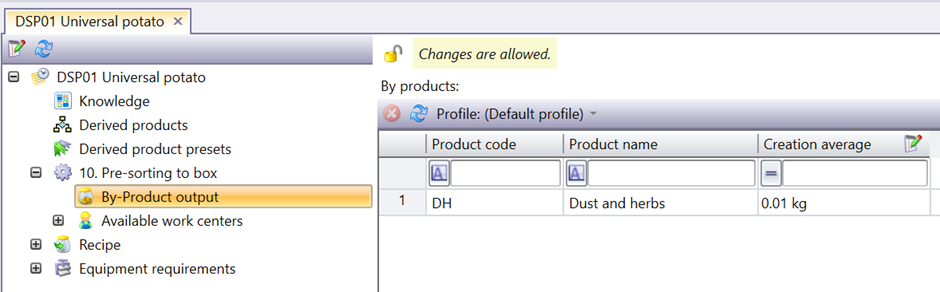 DSP01 Universal potato
DSP01 Universal potato
Knowledge
Derived products
Derived product presets
10. Pre-sorting to box
By-Product output
Available work centers
Recipe
Equipment requirements
Changes are allowed.
By products:
Profile: (Default profile)
Product code Product name Creation average
A A =
1 DH Dust and herbs 0.01 kg